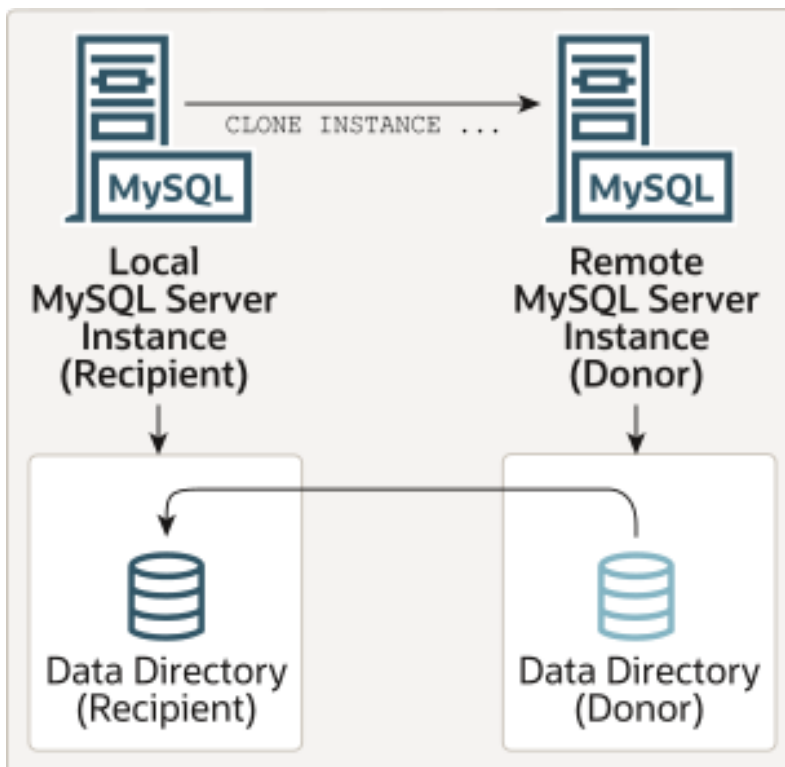 CLONE INSTANCE ...
MySQL
MySQL
Local
MySQL Server
Instance
(Recipient)
Remote
MySQL Server
Instance
(Donor)
Data Directory
(Recipient)
Data Directory
(Donor)